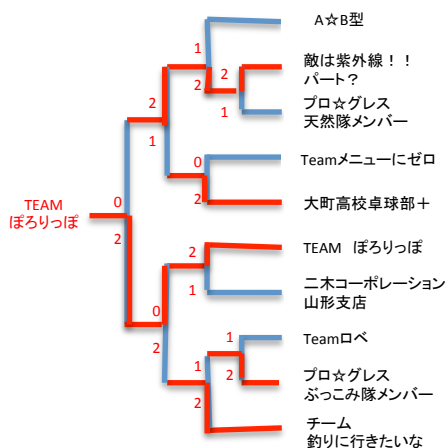 A☆B型
1
敵は紫外線！！
パート？
2
2
プロ☆グレス
天然隊メンバー
1
2
1
Teamメニューにゼロ
0
大町高校卓球部＋
2
TEAM
ぽろりっぽ
0
2
TEAM　ぽろりっぽ
2
二木コーポレーション
山形支店
1
0
2
Teamロベ
1
プロ☆グレス
ぶっこみ隊メンバー
2
1
2
チーム
釣りに行きたいな